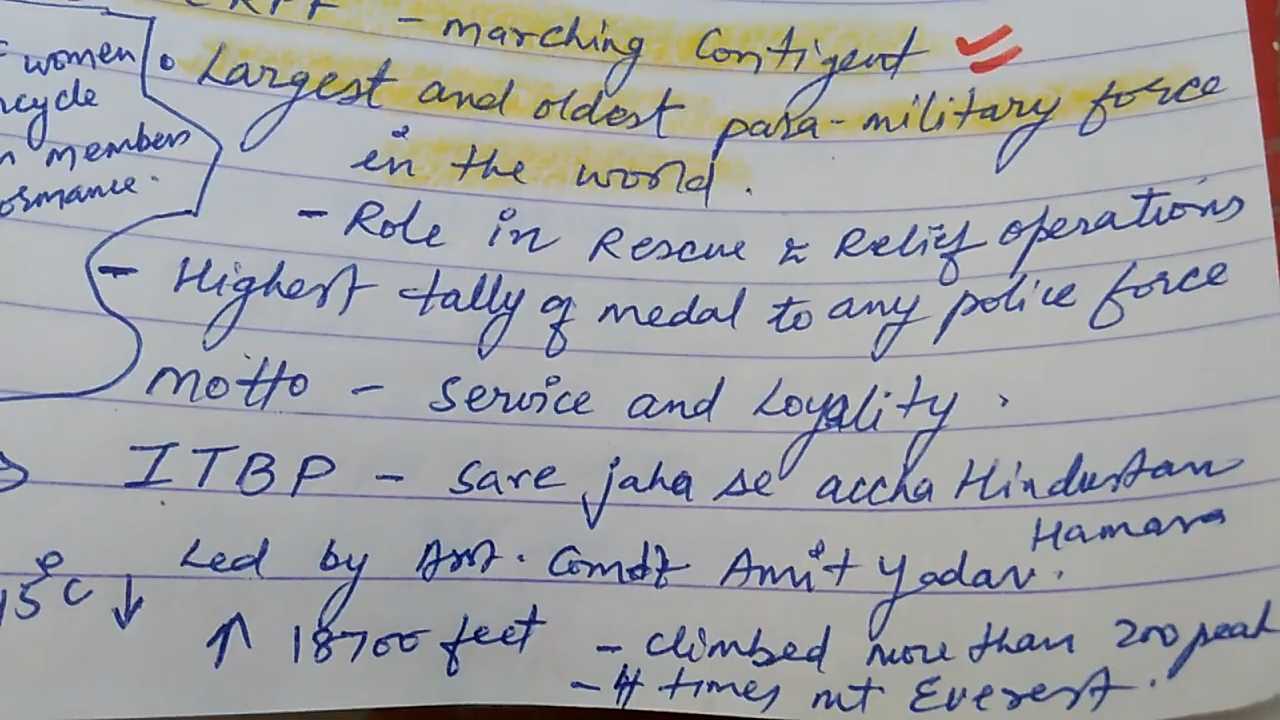 CRPF - marching Contigent
women
cycle
members
• Largest and oldest para-military force
in the world.
- Role in Rescue & Relief operations
- Highest tally of medal to any police force
Motto - Service and Loyality.
ITBP - Sare jaha se accha Hindustan
Hamara
Led by Asst. Comdt Amit Yadav.
15°C ↓
↑ 18700 feet - climbed more than 200 peak
- 4 times mt Everest.